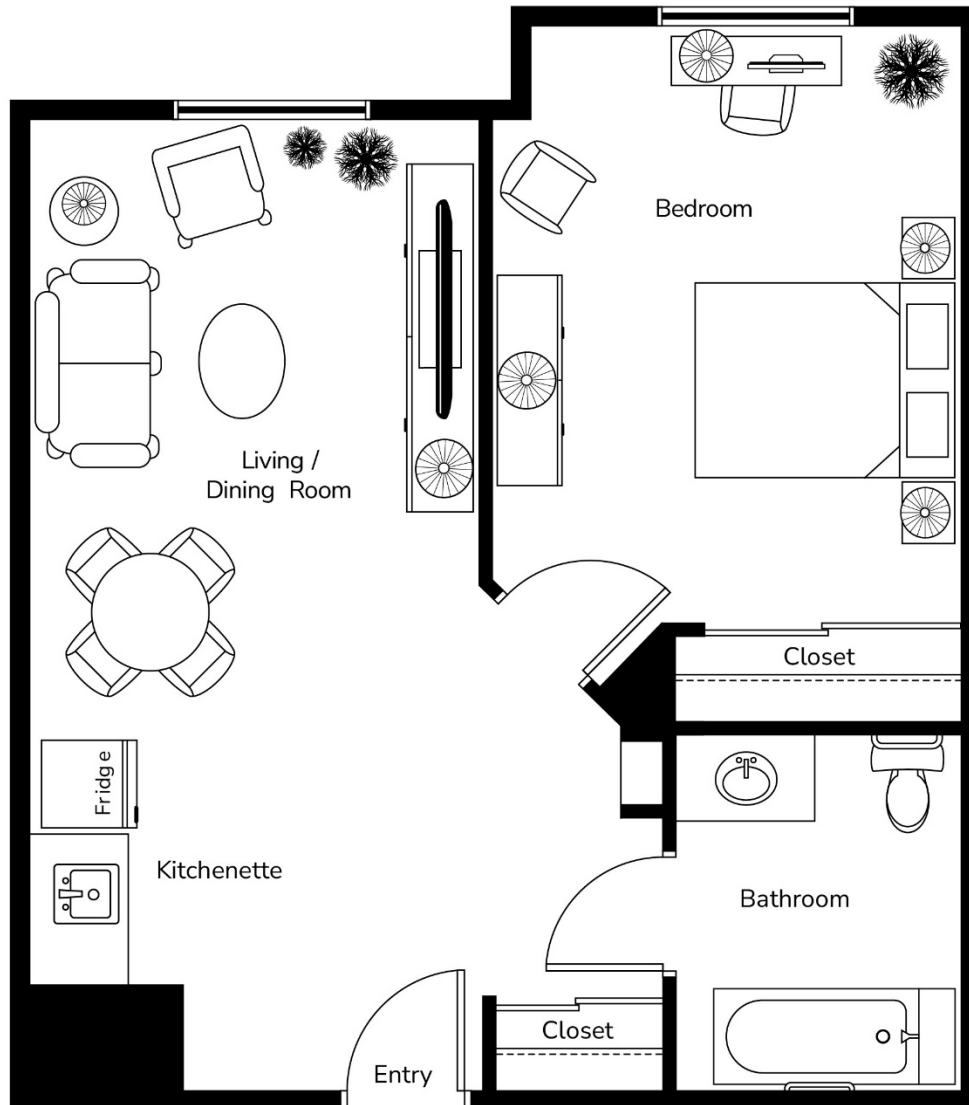 Bedroom
Living /
Dining Room
Closet
Fridge
Kitchenette
Bathroom
Closet
Entry